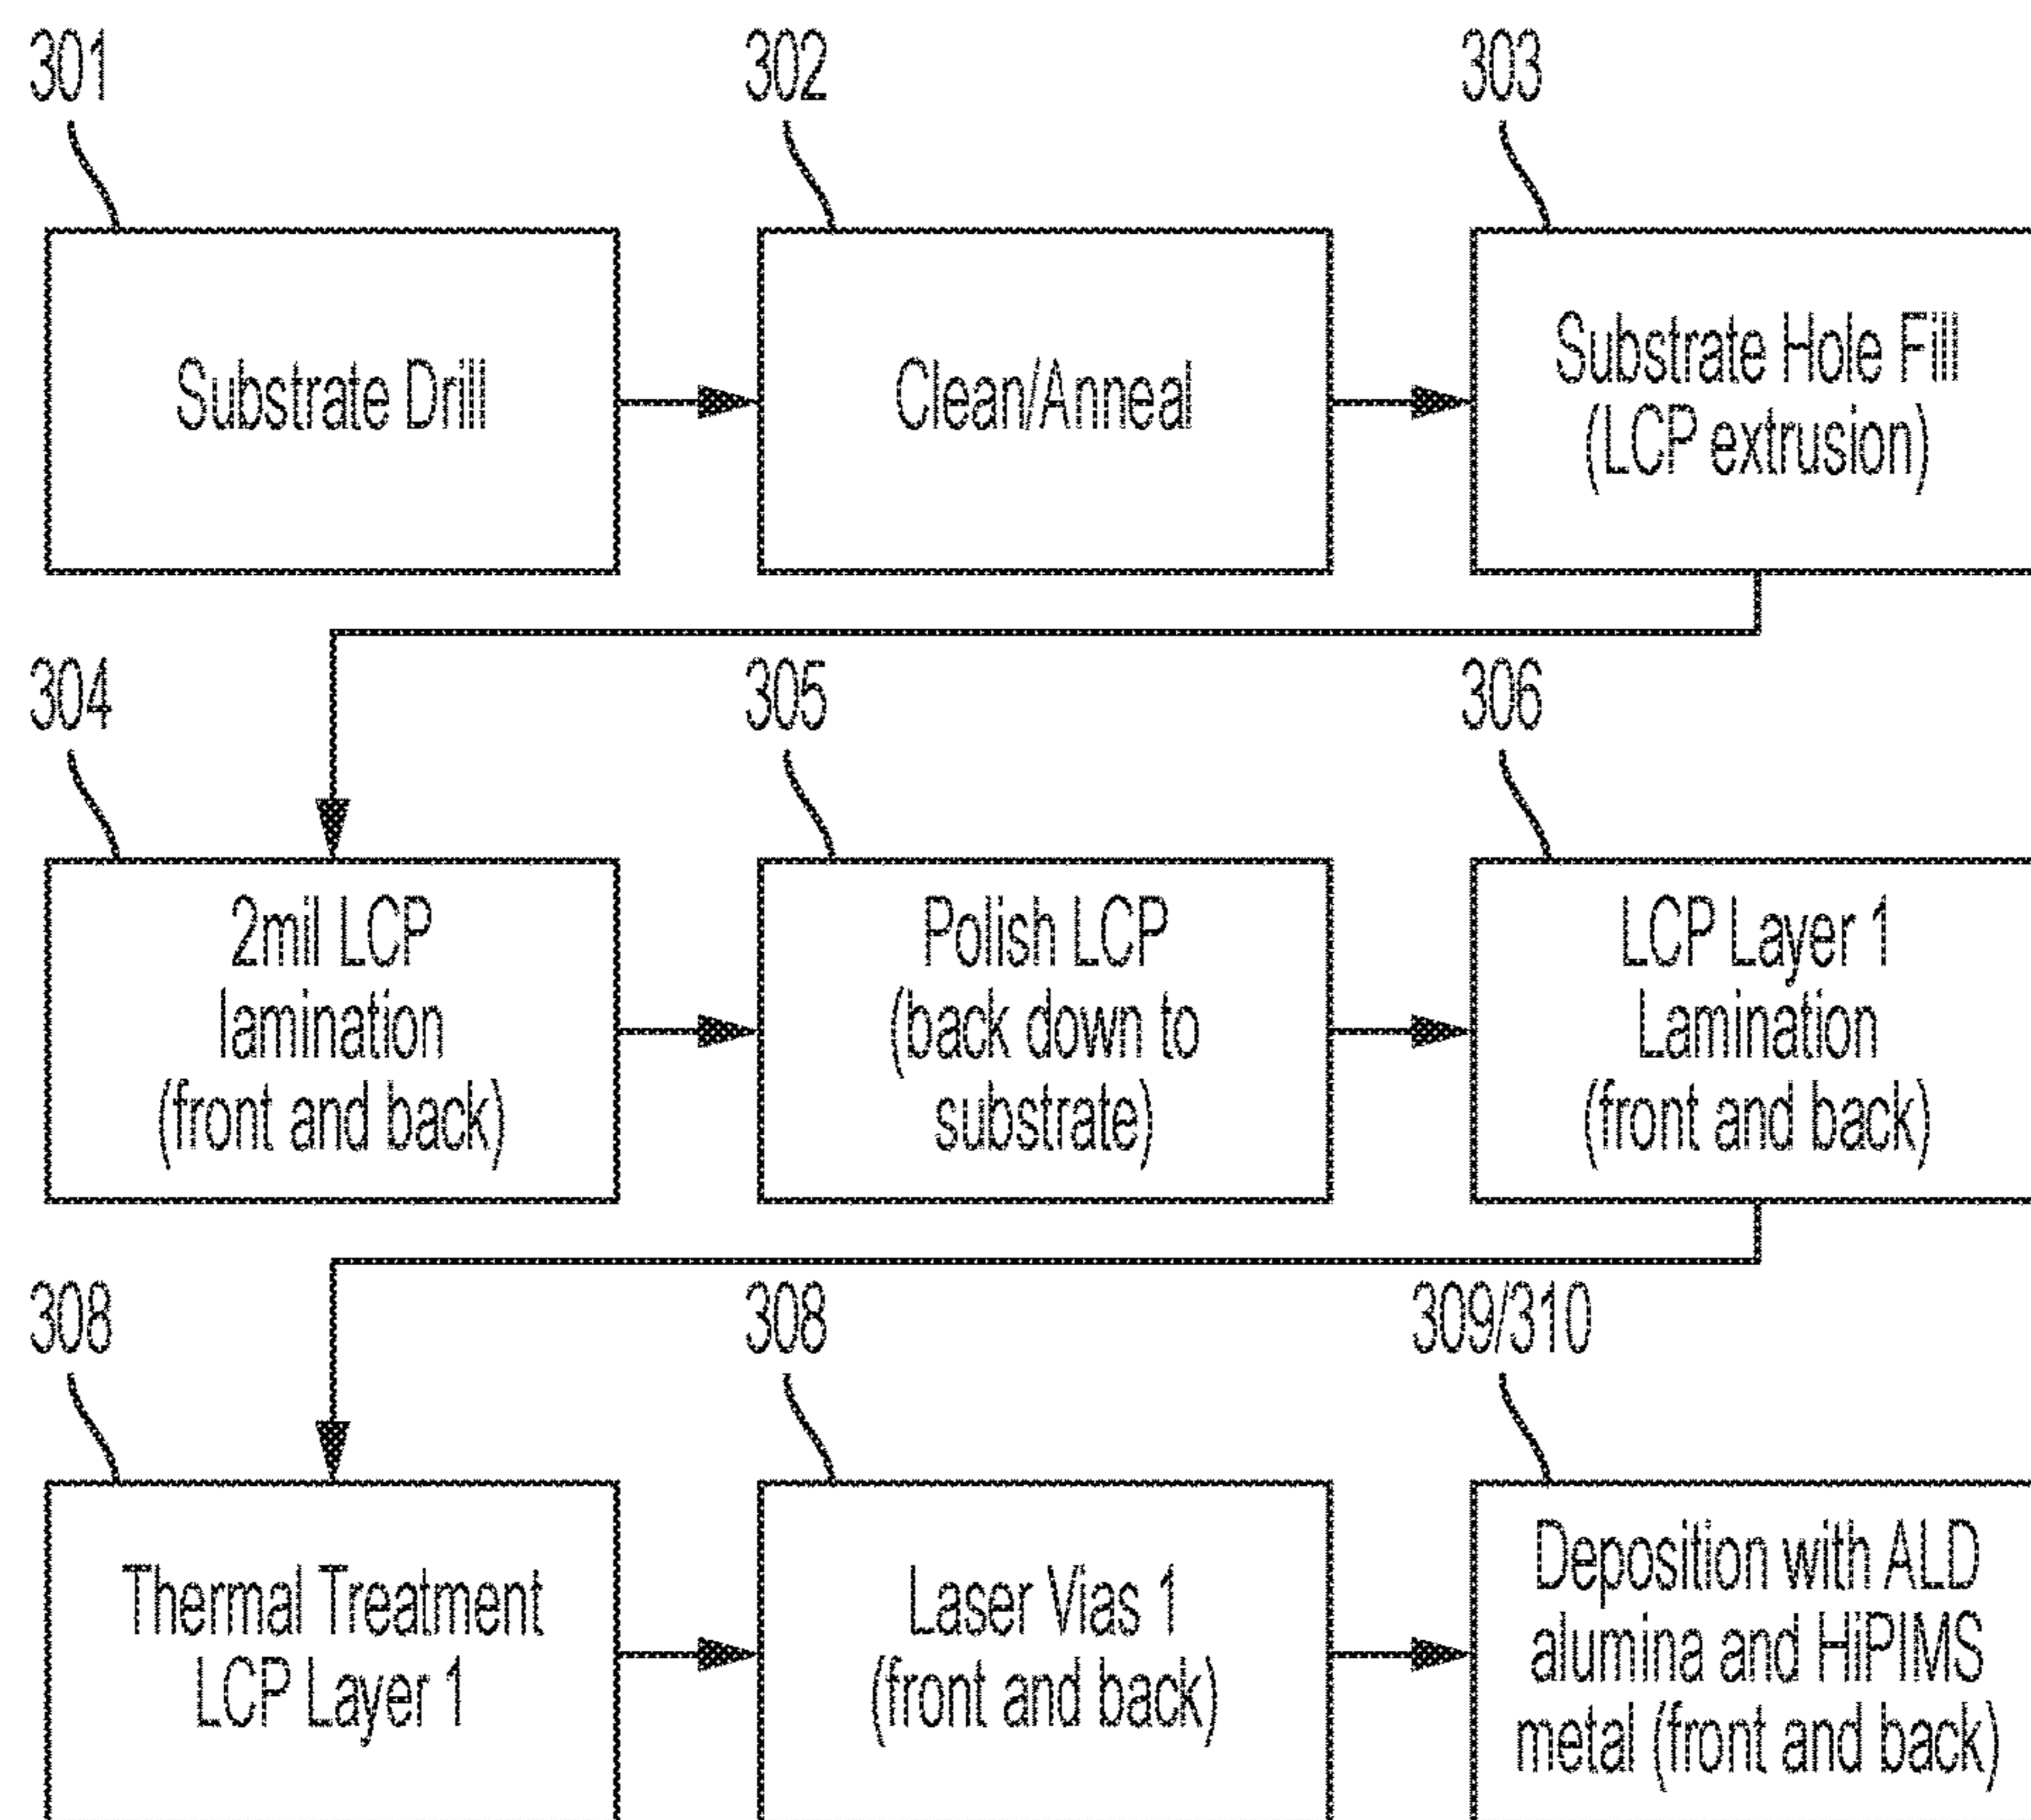 301
302
303
Substrate Drill
Clean/Anneal
Substrate Hole Fill
(LCP extrusion)
304
305
306
2mil LCP
lamination
(front and back)
Polish LCP
(back down to
substrate)
LCP Layer 1
Lamination
(front and back)
308
308
309/310
Thermal Treatment
LCP Layer 1
Laser Vias 1
(front and back)
Deposition with ALD
alumina and HiPIMS
metal (front and back)